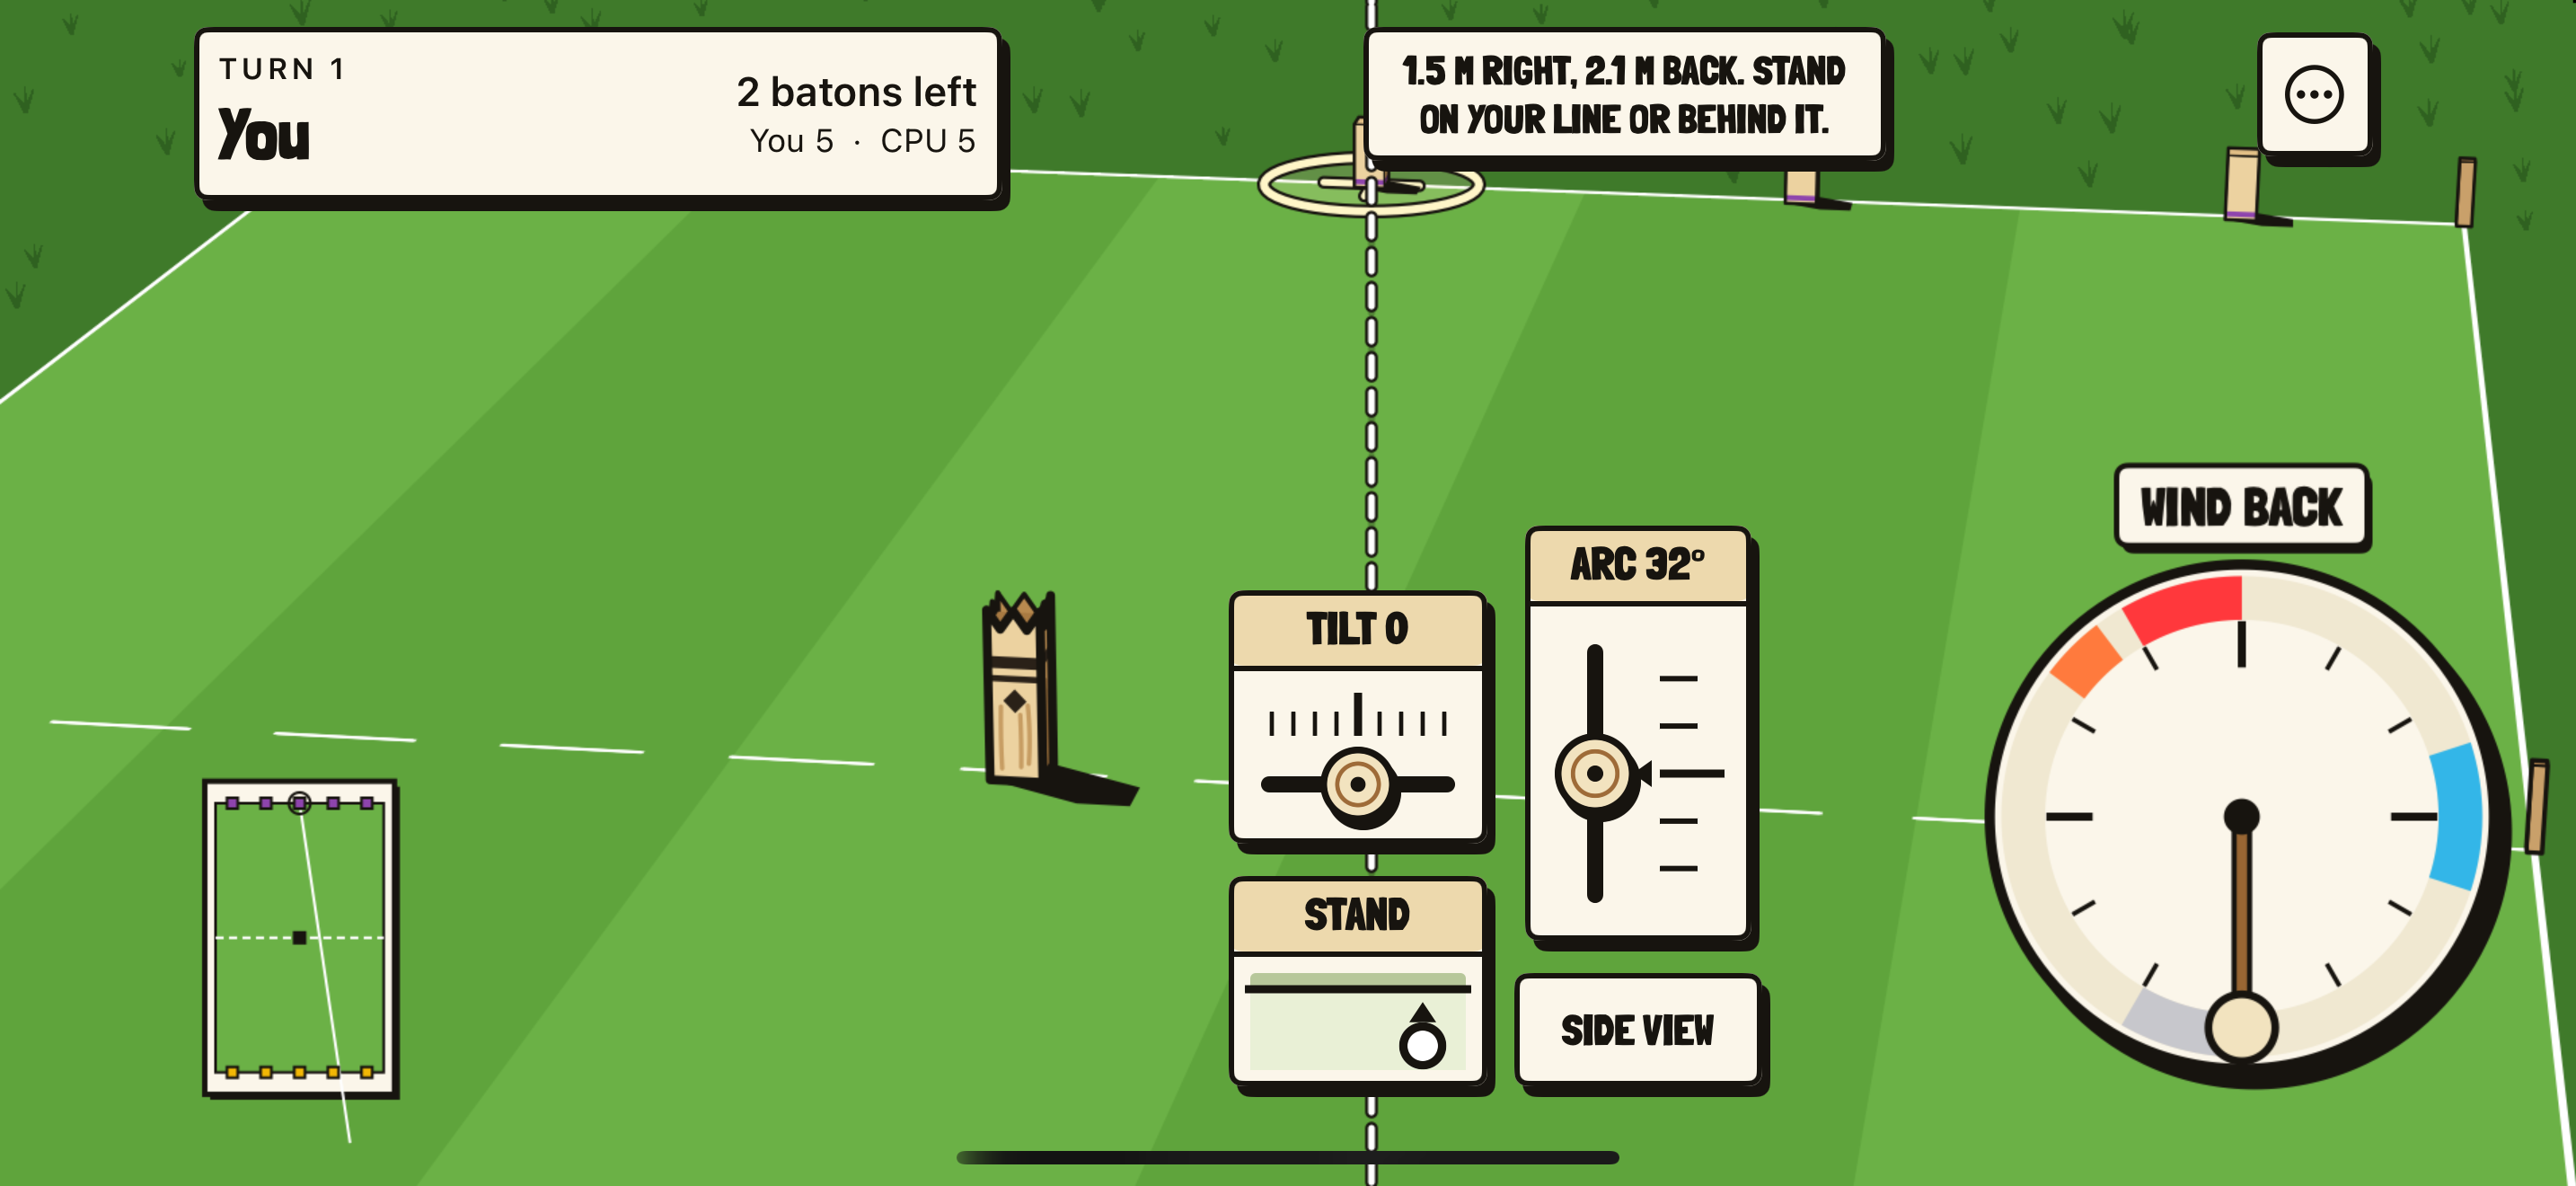 TURN 1
You
2 batons left
You 5 · CPU 5
1.5 M RIGHT, 2.1 M BACK. STAND
ON YOUR LINE OR BEHIND IT.
WIND BACK
ARC 32°
TILT 0
STAND
SIDE VIEW